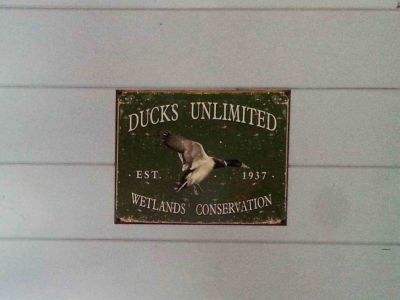 DUCKS UNLIMITED
· EST. 1937 ·
WETLANDS CONSERVATION